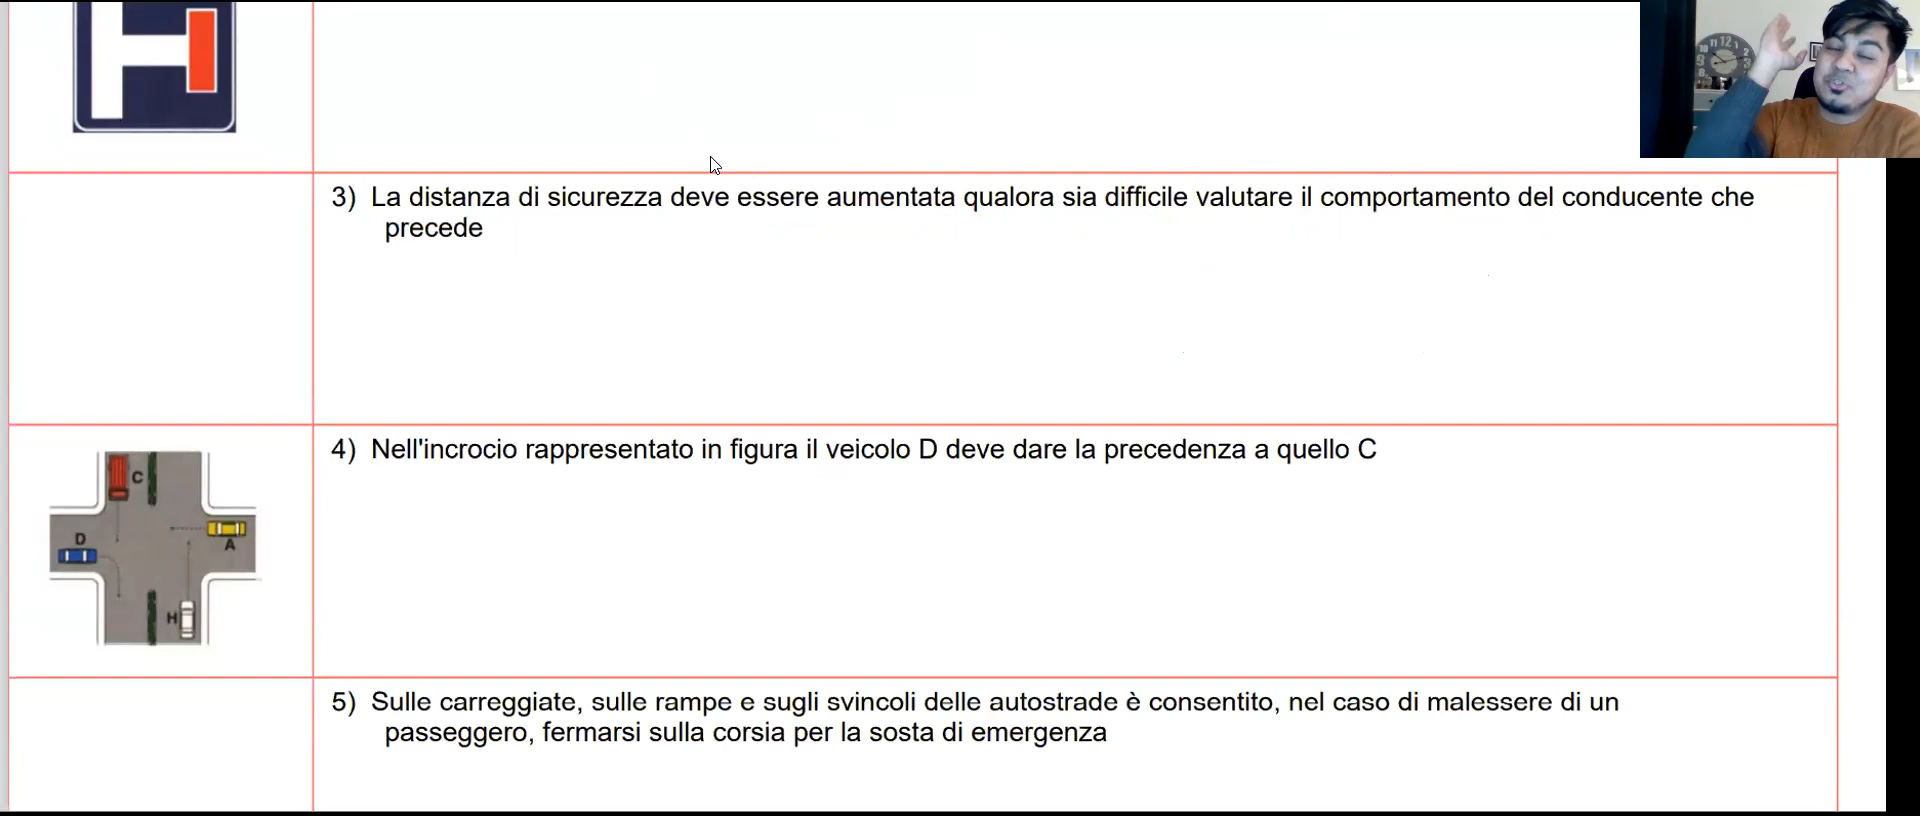 3) La distanza di sicurezza deve essere aumentata qualora sia difficile valutare il comportamento del conducente che
precede
4) Nell'incrocio rappresentato in figura il veicolo D deve dare la precedenza a quello C
C
D
A
H
5) Sulle carreggiate, sulle rampe e sugli svincoli delle autostrade è consentito, nel caso di malessere di un
passeggero, fermarsi sulla corsia per la sosta di emergenza